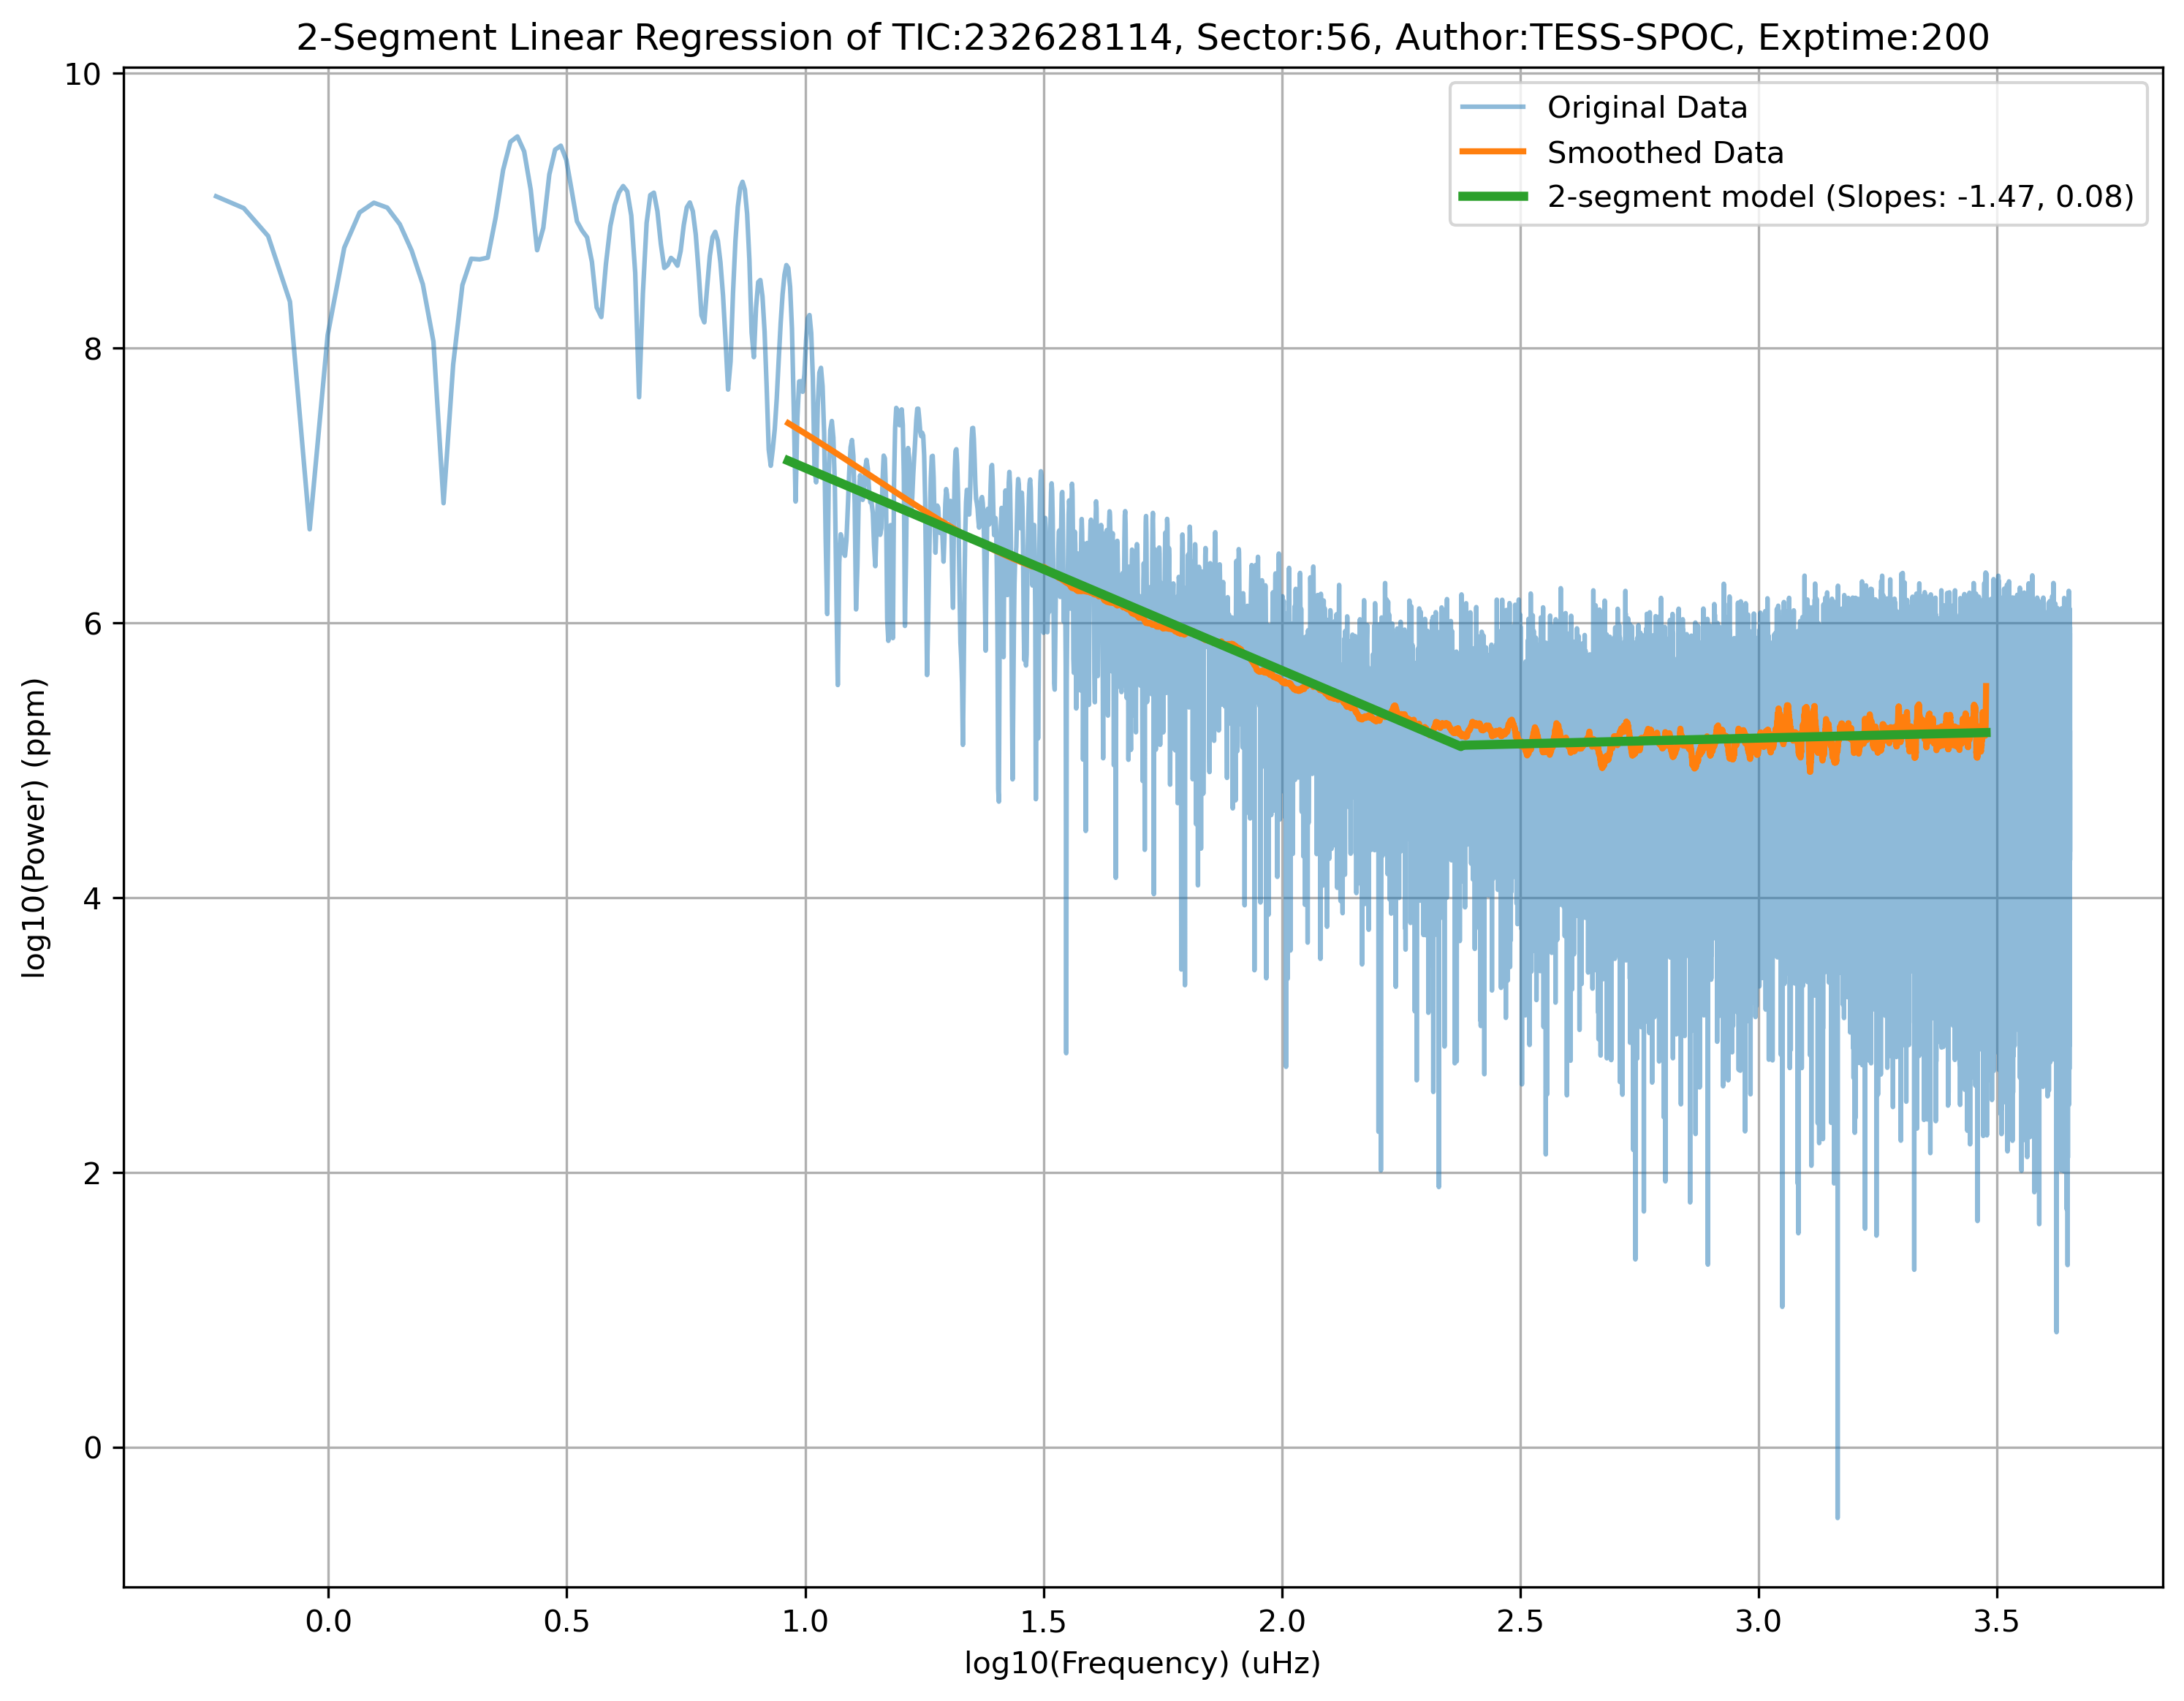 2-Segment Linear Regression of TIC:232628114, Sector:56, Author:TESS-SPOC, Exptime:200
Original Data
Smoothed Data
2-segment model (Slopes: -1.47, 0.08)
log10(Power) (ppm)
10
8
6
4
2
0
0.0 0.5 1.0 1.5 2.0 2.5 3.0 3.5
log10(Frequency) (uHz)